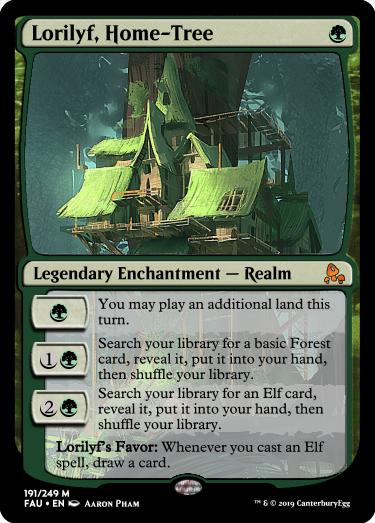 Lorilyf, Home-Tree
Legendary Enchantment — Realm
You may play an additional land this
turn.
1
Search your library for a basic Forest
card, reveal it, put it into your hand,
then shuffle your library.
2
Search your library for an Elf card,
reveal it, put it into your hand, then
shuffle your library.
Lorilyf's Favor: Whenever you cast an Elf
spell, draw a card.
191/249 M
FAU • EN Aaron Pham
™ & © 2019 CanterburyEgg